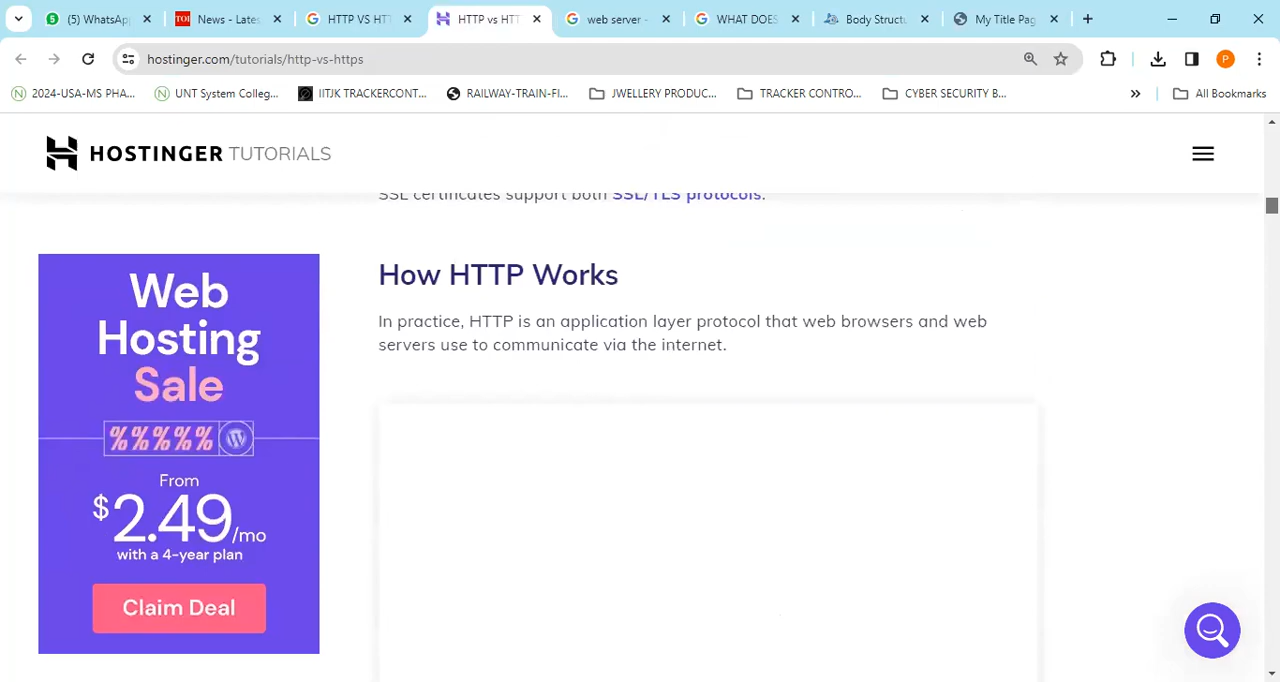 (5) WhatsAp
TOI News - Lates
HTTP VS HT
HTTP vs HTT
web server -
WHAT DOES
Body Structu
My Title Pag
hostinger.com/tutorials/http-vs-https
P
2024-USA-MS PHA...
UNT System Colleg...
IITJK TRACKERCONT...
RAILWAY-TRAIN-FI...
JWELLERY PRODUC...
TRACKER CONTRO...
CYBER SECURITY B...
»
All Bookmarks
HOSTINGER TUTORIALS
SSL certificates support both SSL/TLS protocols.
How HTTP Works
In practice, HTTP is an application layer protocol that web browsers and web
servers use to communicate via the internet.
Web
Hosting
Sale
%%%%%
From
$2.49/mo
with a 4-year plan
Claim Deal